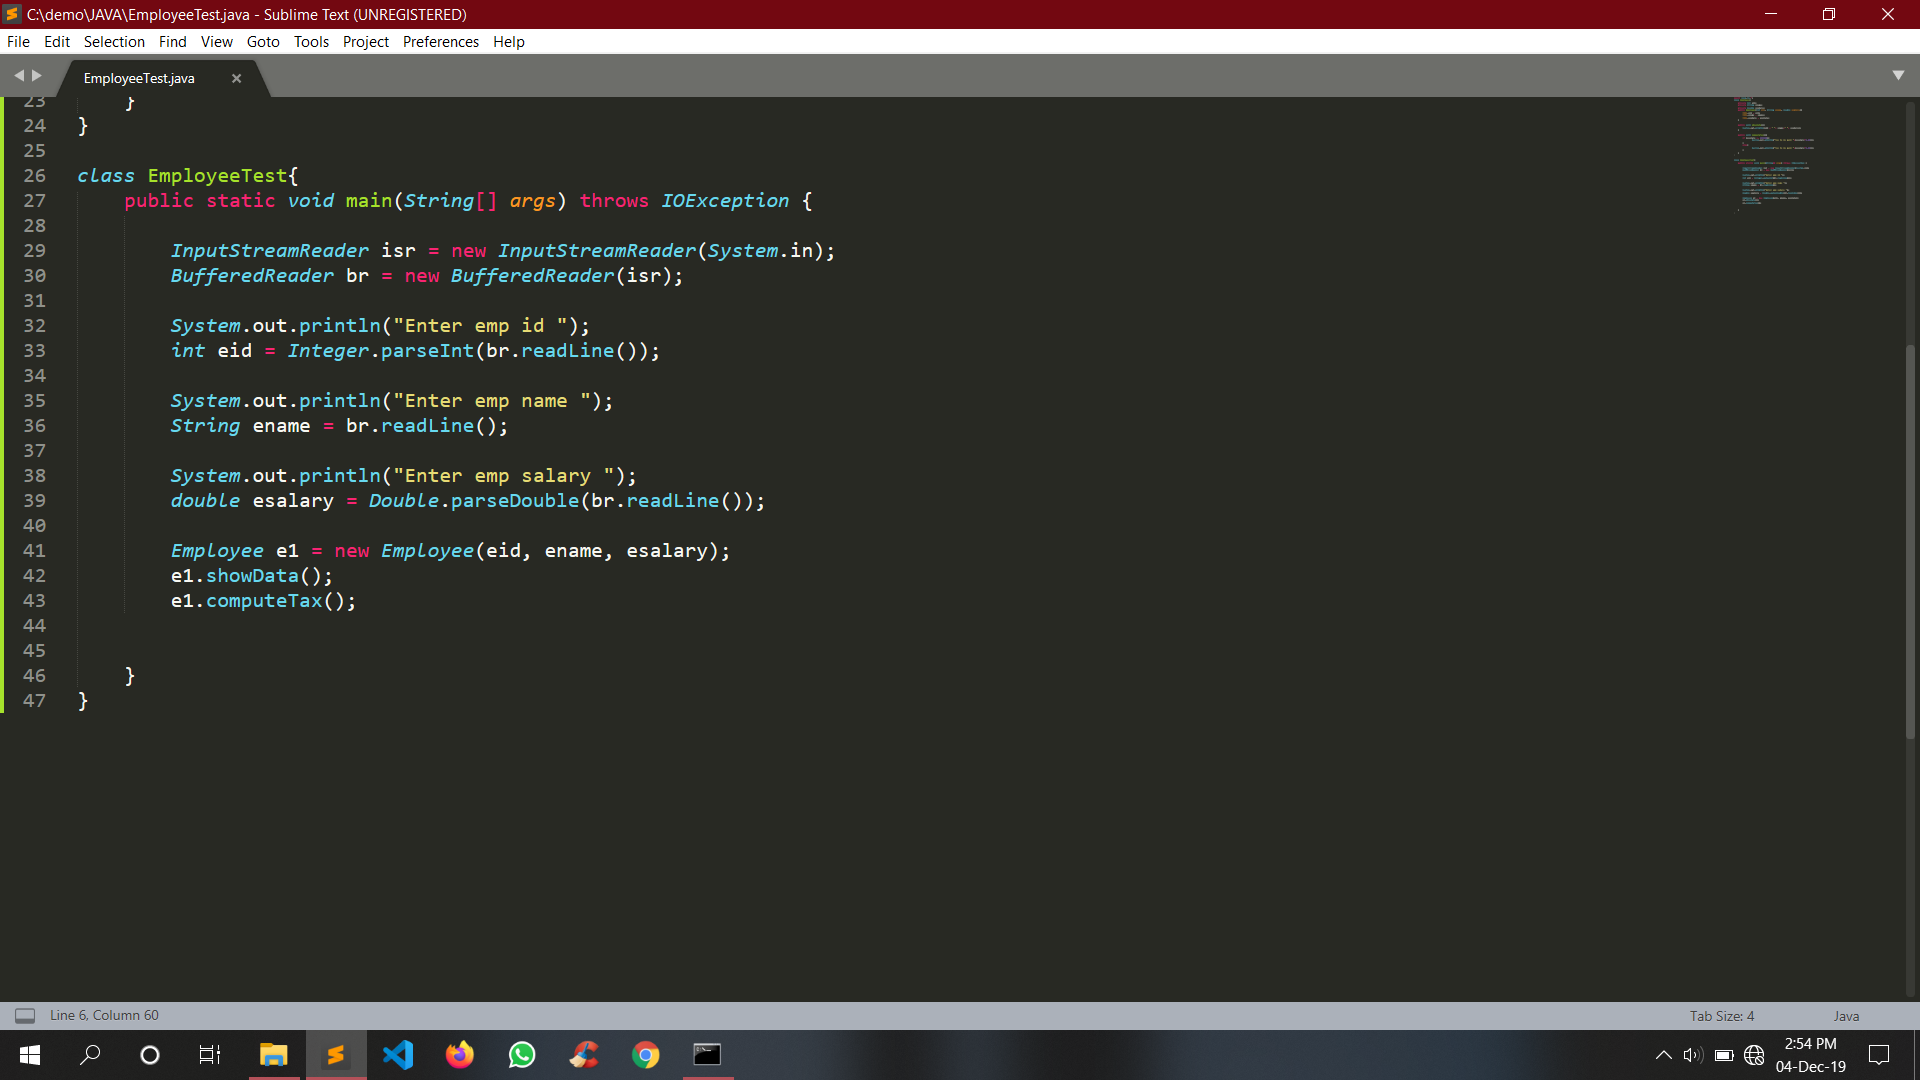 C:\demo\JAVA\EmployeeTest.java - Sublime Text (UNREGISTERED)
File Edit Selection Find View Goto Tools Project Preferences Help
EmployeeTest.java
23 }
24 }
25
26 class EmployeeTest{
27 public static void main(String[] args) throws IOException {
28
29 InputStreamReader isr = new InputStreamReader(System.in);
30 BufferedReader br = new BufferedReader(isr);
31
32 System.out.println("Enter emp id ");
33 int eid = Integer.parseInt(br.readLine());
34
35 System.out.println("Enter emp name ");
36 String ename = br.readLine();
37
38 System.out.println("Enter emp salary ");
39 double esalary = Double.parseDouble(br.readLine());
40
41 Employee e1 = new Employee(eid, ename, esalary);
42 e1.showData();
43 e1.computeTax();
44
45
46 }
47 }
Line 6, Column 60
Tab Size: 4
Java
2:54 PM
04-Dec-19